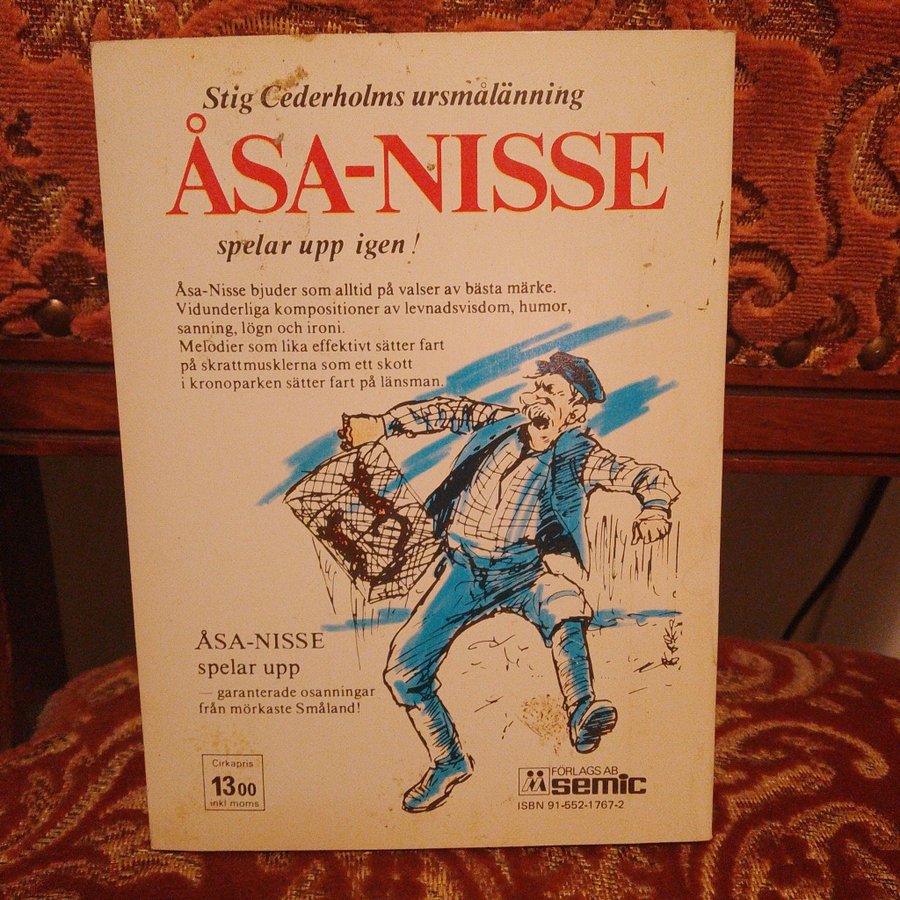 Stig Cederholms ursmålänning
ÅSA-NISSE
spelar upp igen!
Åsa-Nisse bjuder som alltid på valser av bästa märke.
Vidunderliga kompositioner av levnadsvisdom, humor,
sanning, lögn och ironi.
Melodier som lika effektivt sätter fart
på skrattmusklerna som ett skott
i kronoparken sätter fart på länsman.
ÅSA-NISSE
spelar upp
— garanterade osanningar
från mörkaste Småland!
Cirkapris
13 00
inkl moms
FÖRLAGS AB
semic
ISBN 91-552-1767-2